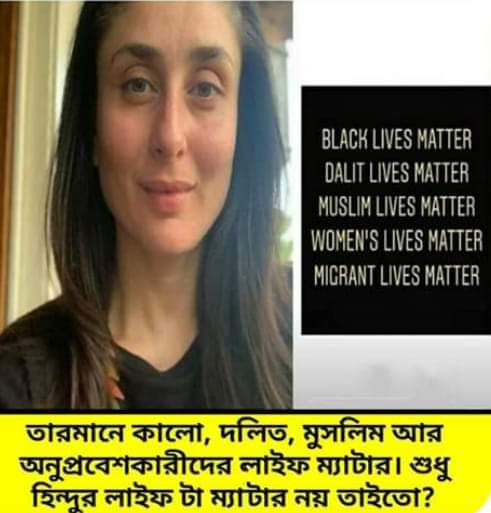 BLACK LIVES MATTER
DALIT LIVES MATTER
MUSLIM LIVES MATTER
WOMEN'S LIVES MATTER
MIGRANT LIVES MATTER
তারমানে কালো, দলিত, মুসলিম আর
অনুপ্রবেশকারীদের লাইফ ম্যাটার। শুধু
হিন্দুর লাইফ টা ম্যাটার নয় তাইতো?